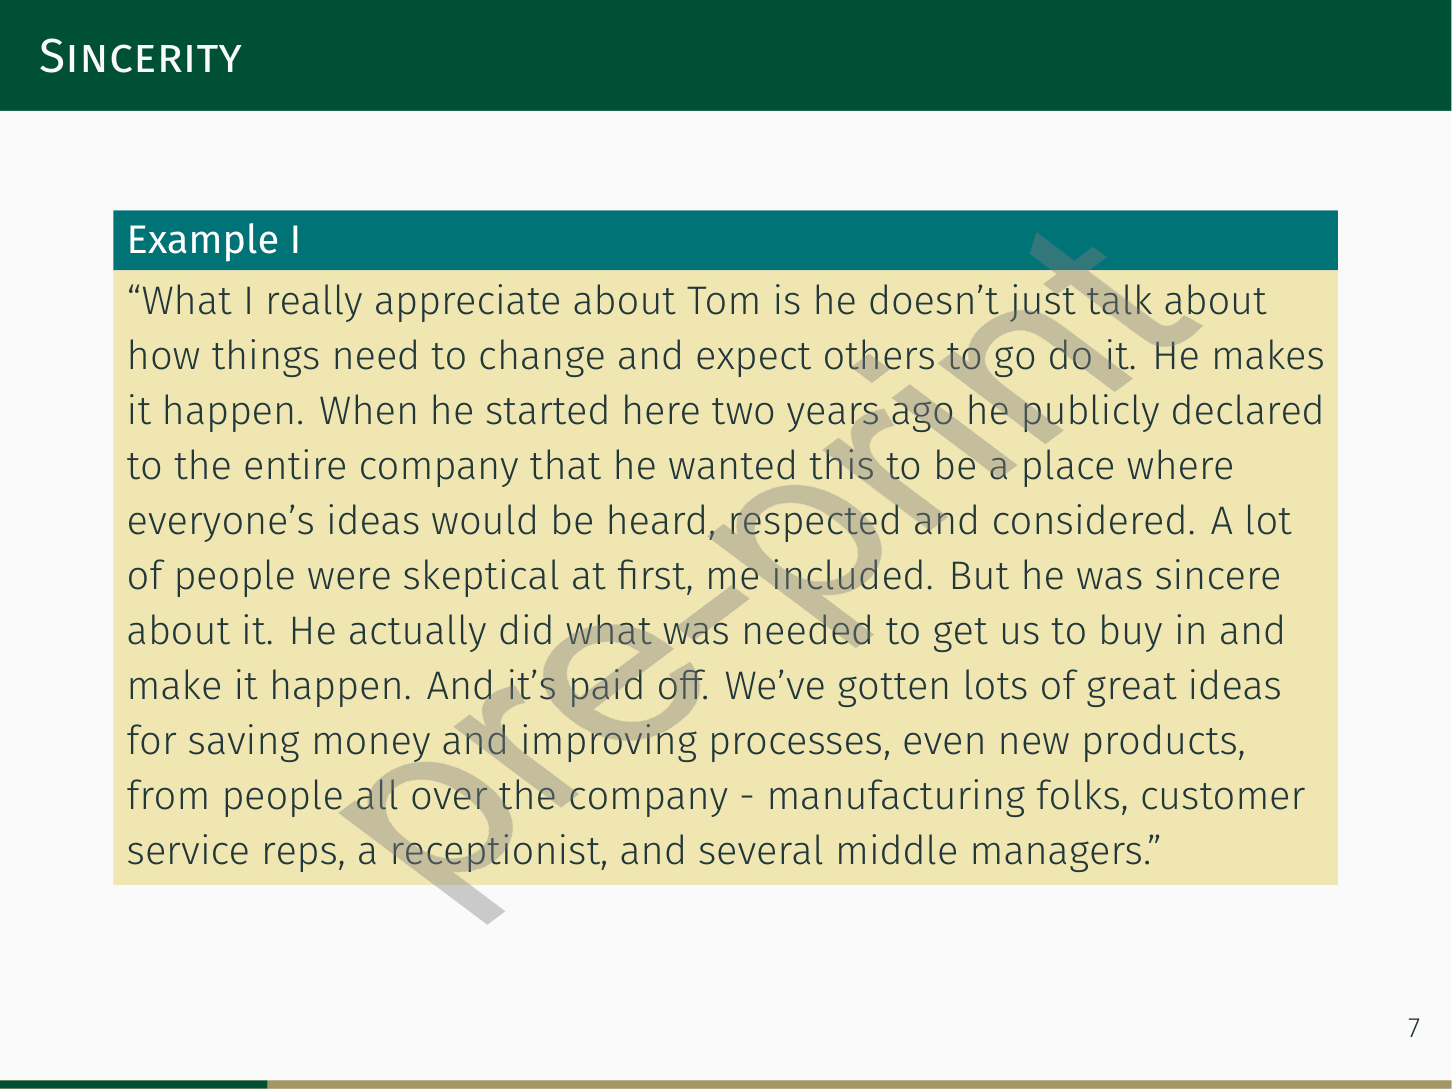 SINCERITY
Example I
“What I really appreciate about Tom is he doesn’t just talk about
how things need to change and expect others to go do it. He makes
it happen. When he started here two years ago he publicly declared
to the entire company that he wanted this to be a place where
everyone’s ideas would be heard, respected and considered. A lot
of people were skeptical at first, me included. But he was sincere
about it. He actually did what was needed to get us to buy in and
make it happen. And it’s paid off. We’ve gotten lots of great ideas
for saving money and improving processes, even new products,
from people all over the company - manufacturing folks, customer
service reps, a receptionist, and several middle managers.”
pre-print
7